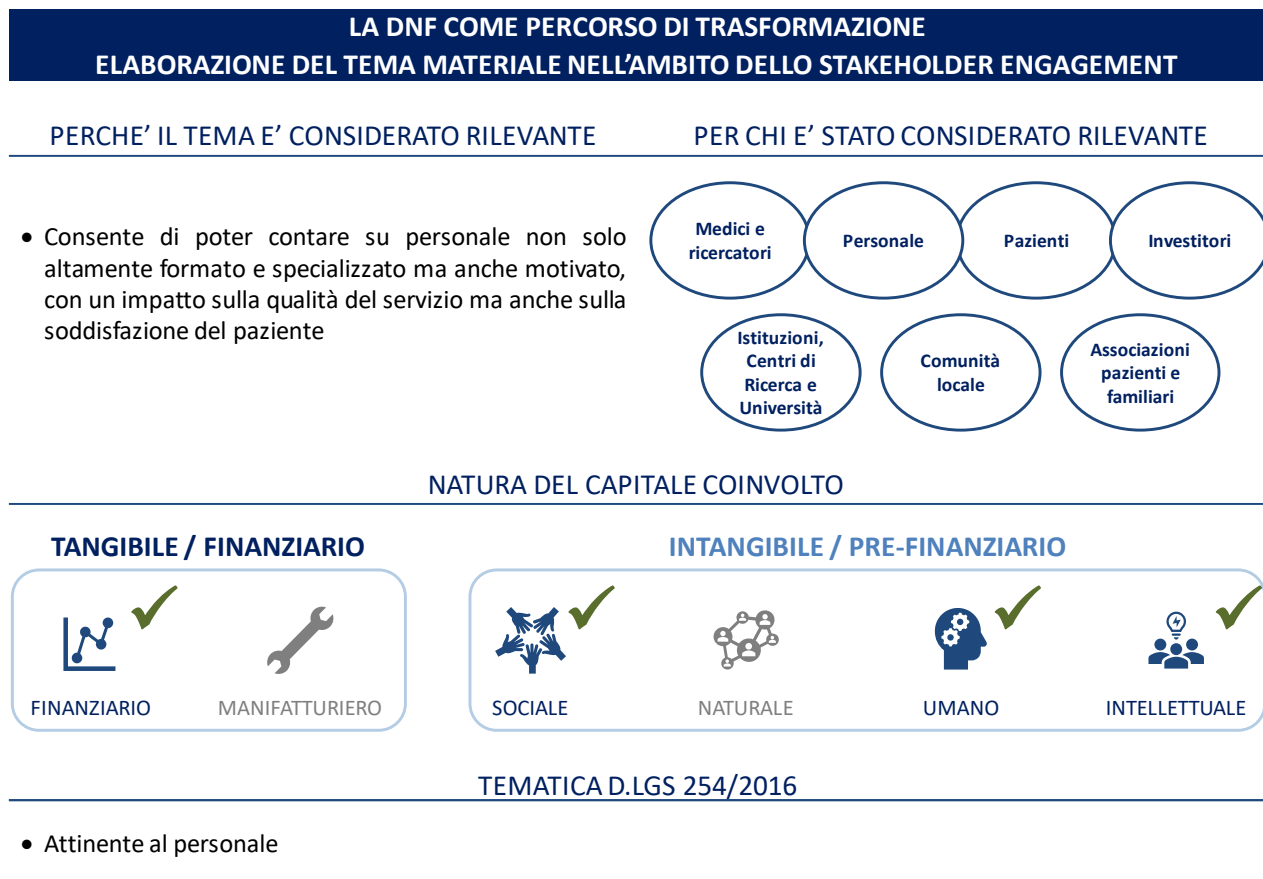 LA DNF COME PERCORSO DI TRASFORMAZIONE
ELABORAZIONE DEL TEMA MATERIALE NELL'AMBITO DELLO STAKEHOLDER ENGAGEMENT
PERCHE' IL TEMA E' CONSIDERATO RILEVANTE
• Consente di poter contare su personale non solo
altamente formato e specializzato ma anche motivato,
con un impatto sulla qualità del servizio ma anche sulla
soddisfazione del paziente
PER CHI E' STATO CONSIDERATO RILEVANTE
Medici e
ricercatori
Personale
Pazienti
Investitori
Istituzioni,
Centri di
Ricerca e
Università
Comunità
locale
Associazioni
pazienti e
familiari
NATURA DEL CAPITALE COINVOLTO
TANGIBILE / FINANZIARIO
FINANZIARIO
MANIFATTURIERO
INTANGIBILE / PRE-FINANZIARIO
SOCIALE
NATURALE
UMANO
INTELLETTUALE
TEMATICA D.LGS 254/2016
• Attinente al personale